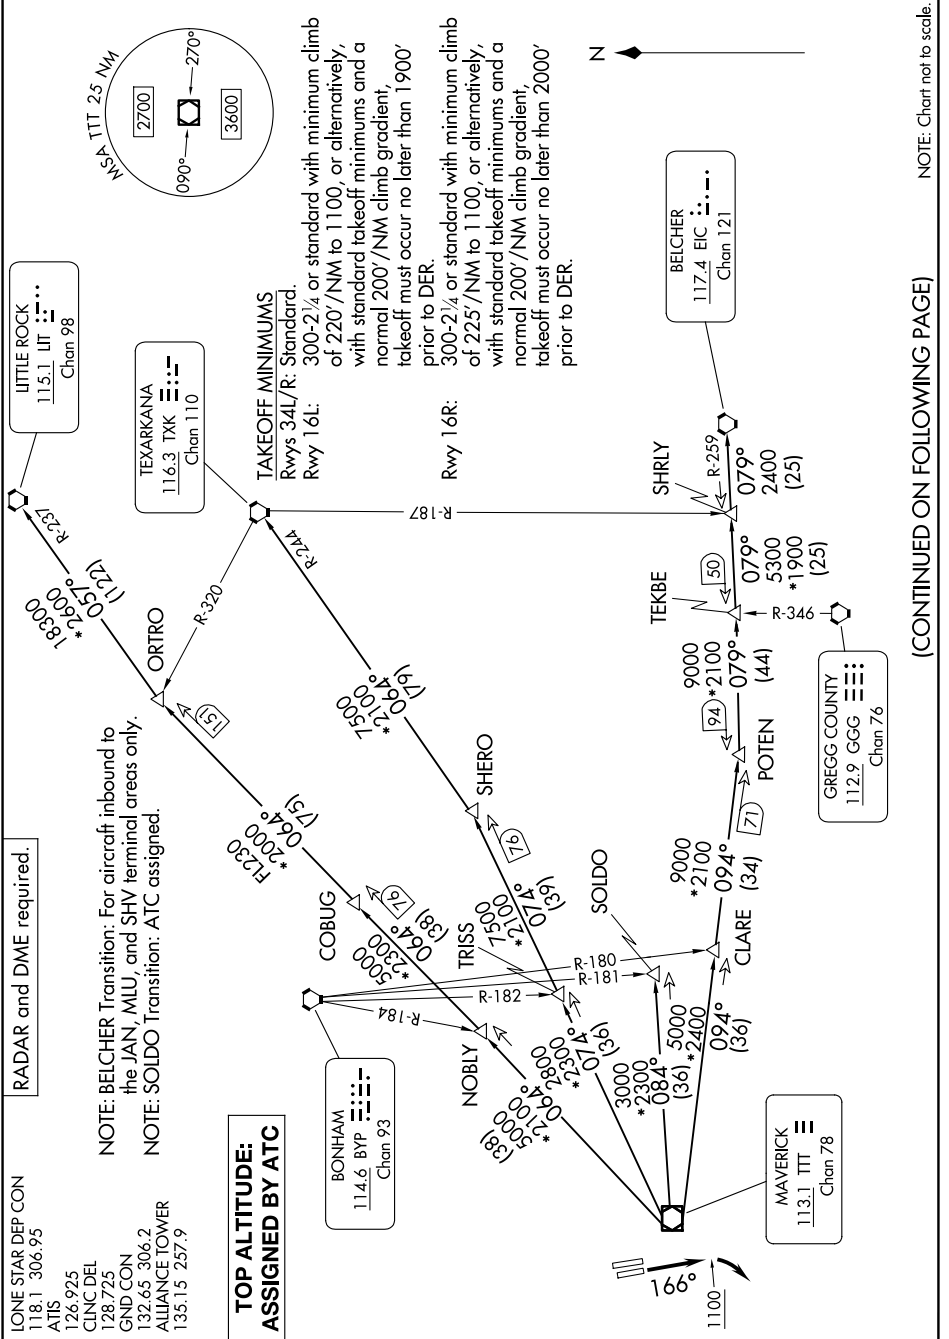 LONE STAR DEP CON
118.1 306.95
ATIS
126.925
CLNC DEL
128.725
GND CON
132.65 306.2
ALLIANCE TOWER
135.15 257.9
RADAR and DME required.
NOTE: BELCHER Transition: For aircraft inbound to
the JAN, MLU, and SHV terminal areas only.
NOTE: SOLDO Transition: ATC assigned.
TOP ALTITUDE:
ASSIGNED BY ATC
LITTLE ROCK
115.1 LIT
Chan 98
MSA TTT 25 NM
2700
090°
270°
3600
TEXARKANA
116.3 TXK
Chan 110
TAKEOFF MINIMUMS
Rwys 34L/R: Standard.
Rwy 16L: 300-2¼ or standard with minimum climb
of 220'/NM to 1100, or alternatively,
with standard takeoff minimums and a
normal 200'/NM climb gradient,
takeoff must occur no later than 1900'
prior to DER.
Rwy 16R: 300-2¼ or standard with minimum climb
of 225'/NM to 1100, or alternatively,
with standard takeoff minimums and a
normal 200'/NM climb gradient,
takeoff must occur no later than 2000'
prior to DER.
N
R-237
18300
*2600
057°
(122)
ORTRO
R-320
R-244
R-187
151
FL230
*2000
064°
(75)
COBUG
76
5000
*2300
064°
(38)
7500
*2100
064°
(79)
SHERO
76
7500
*2100
074°
(39)
TRISS
BONHAM
114.6 BYP
Chan 93
R-184
R-182
R-181
R-180
NOBLY
5000
*2100
064°
(38)
2800
*2300
074°
(36)
SOLDO
3000
*2300
084°
(36)
5000
*2400
094°
(36)
CLARE
9000
*2100
094°
(34)
71
POTEN
94
9000
*2100
079°
(44)
TEKBE
50
R-346
5300
*1900
079°
(25)
SHRLY
R-259
079°
2400
(25)
BELCHER
117.4 EIC
Chan 121
GREGG COUNTY
112.9 GGG
Chan 76
MAVERICK
113.1 TTT
Chan 78
166°
1100
(CONTINUED ON FOLLOWING PAGE)
NOTE: Chart not to scale.